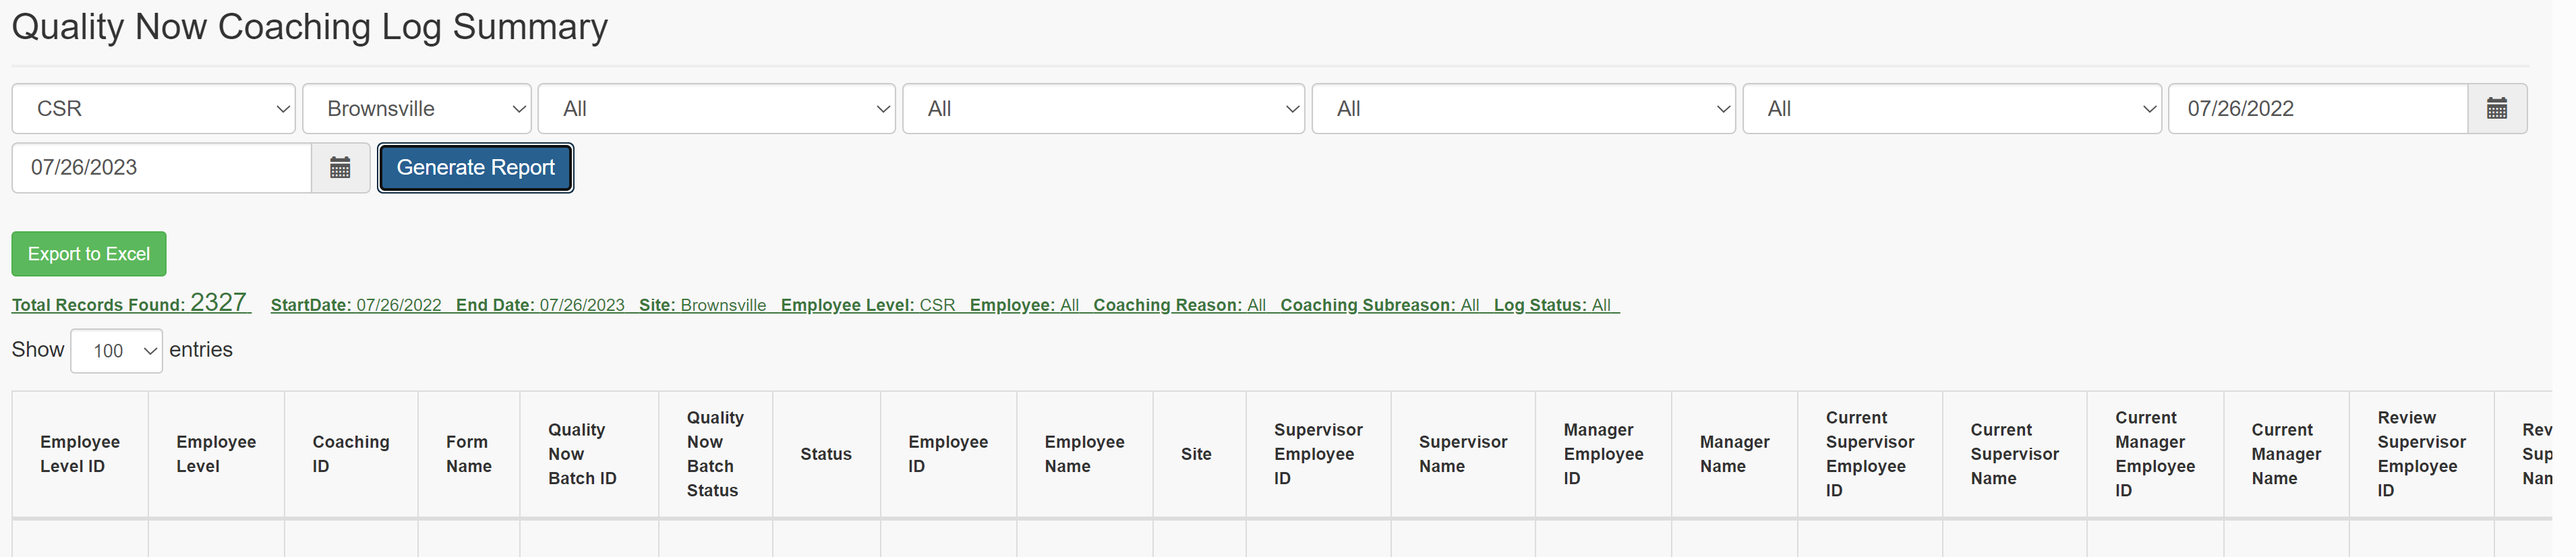 Quality Now Coaching Log Summary
CSR Brownsville All All All All 07/26/2022
07/26/2023 Generate Report
Export to Excel
Total Records Found: 2327 StartDate: 07/26/2022 End Date: 07/26/2023 Site: Brownsville Employee Level: CSR Employee: All Coaching Reason: All Coaching Subreason: All Log Status: All
Show 100 entries
Employee
Level ID
Employee
Level
Coaching
ID
Form
Name
Quality
Now
Batch ID
Quality
Now
Batch
Status
Status
Employee
ID
Employee
Name
Site
Supervisor
Employee
ID
Supervisor
Name
Manager
Employee
ID
Manager
Name
Current
Supervisor
Employee
ID
Current
Supervisor
Name
Current
Manager
Employee
ID
Current
Manager
Name
Review
Supervisor
Employee
ID